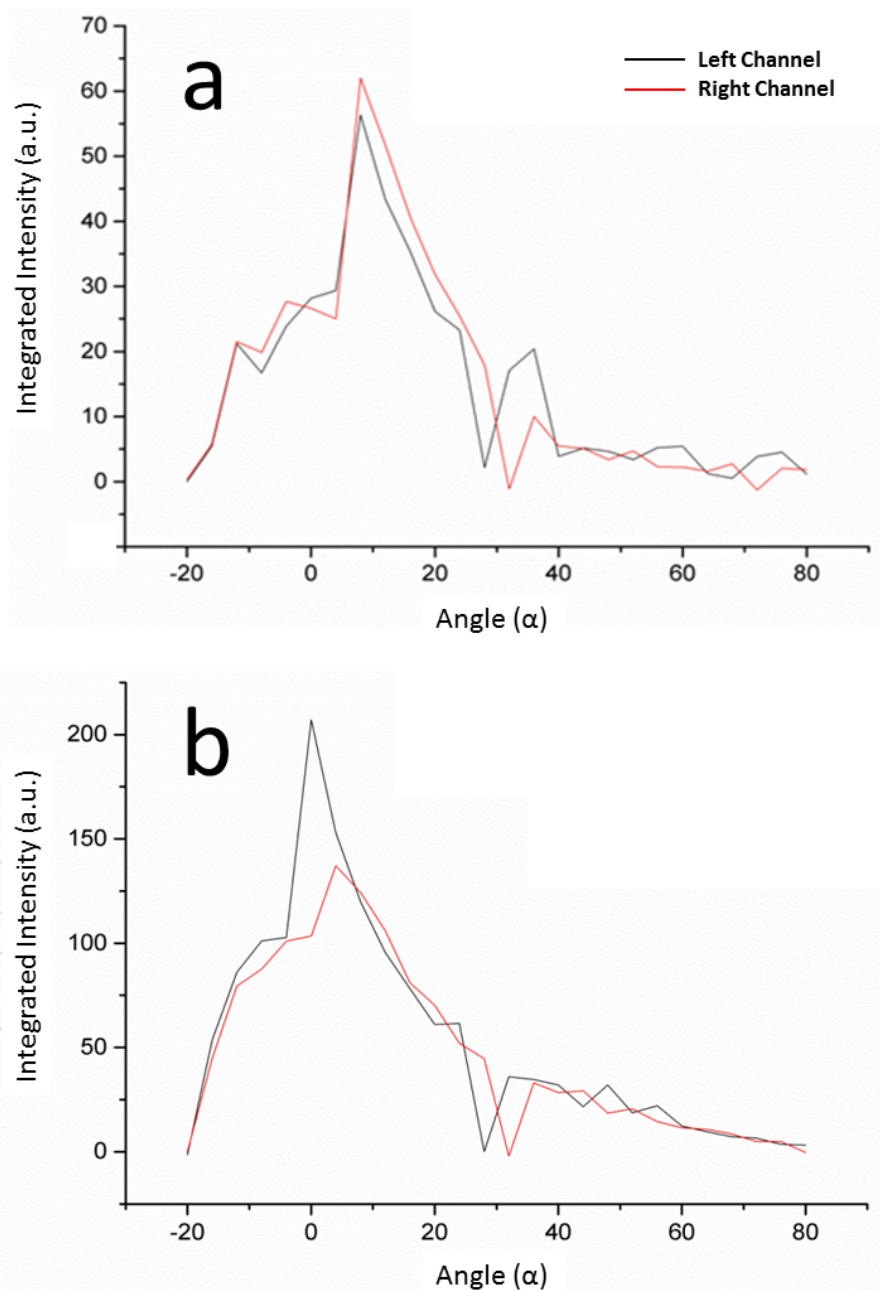 a
Left Channel
Right Channel
Integrated Intensity (a.u.)
70
60
50
40
30
20
10
0
-20 0 20 40 60 80
Angle (α)
b
Integrated Intensity (a.u.)
200
150
100
50
0
-20 0 20 40 60 80
Angle (α)